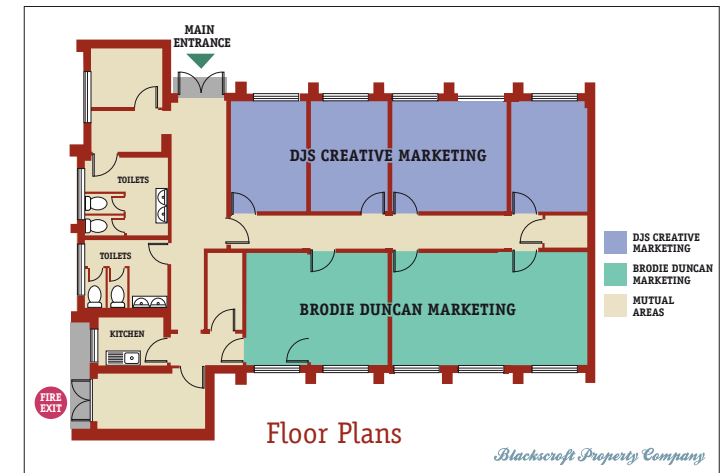 MAIN
ENTRANCE
DJS CREATIVE MARKETING
TOILETS
TOILETS
BRODIE DUNCAN MARKETING
KITCHEN
FIRE
EXIT
DJS CREATIVE
MARKETING
BRODIE DUNCAN
MARKETING
MUTUAL
AREAS
Floor Plans
Blackscroft Property Company